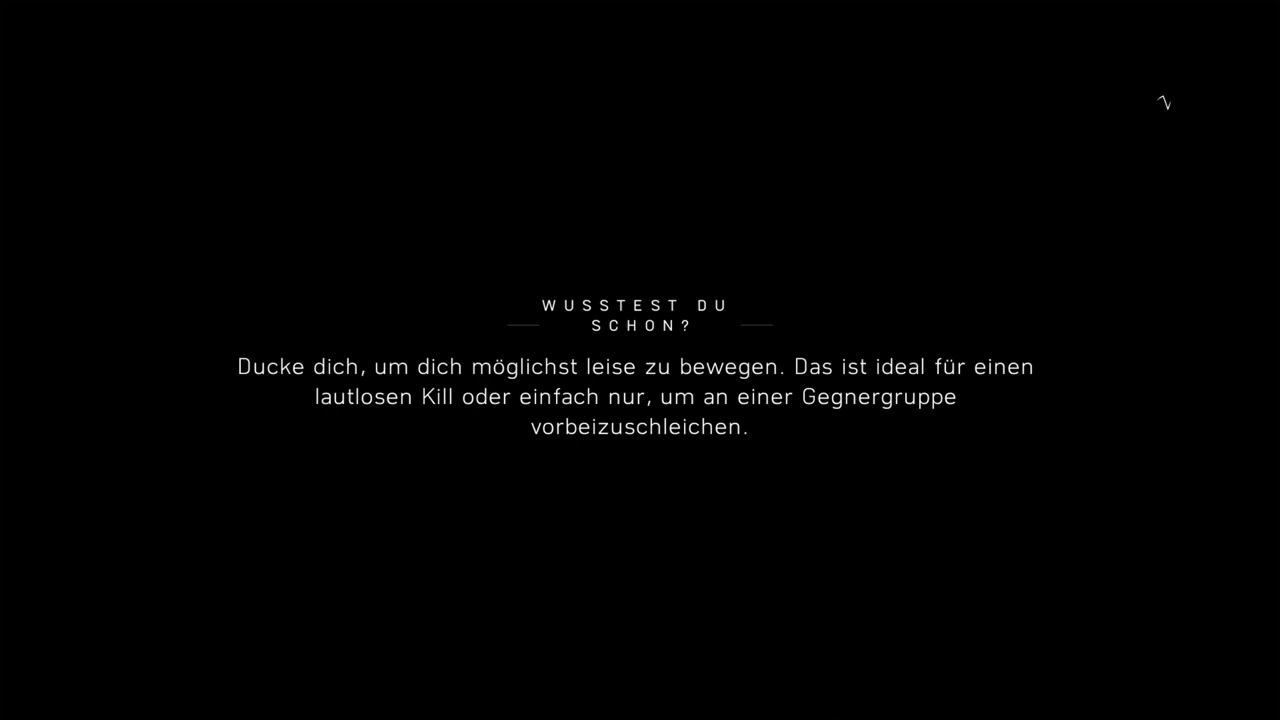 WUSSTEST DU
SCHON?
Ducke dich, um dich möglichst leise zu bewegen. Das ist ideal für einen
lautlosen Kill oder einfach nur, um an einer Gegnergruppe
vorbeizuschleichen.